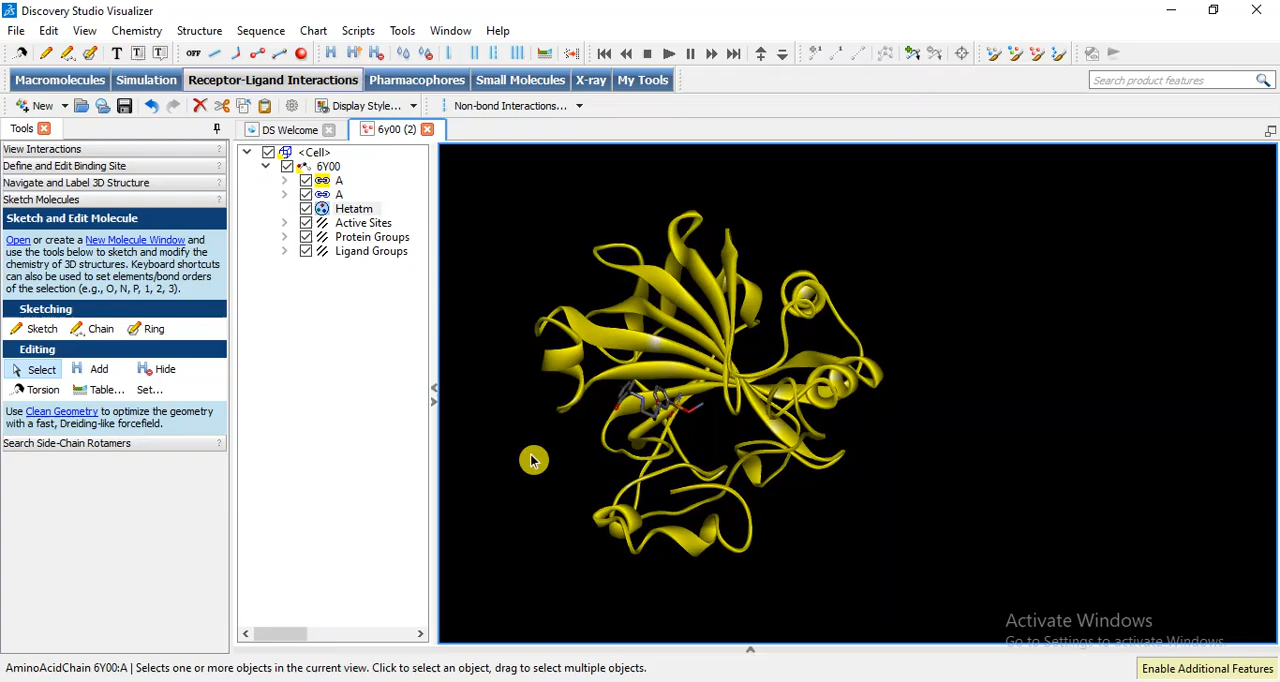 Discovery Studio Visualizer
File Edit View Chemistry Structure Sequence Chart Scripts Tools Window Help
T T T OFF
Macromolecules Simulation Receptor-Ligand Interactions Pharmacophores Small Molecules X-ray My Tools Search product features
New Display Style... Non-bond Interactions...
Tools DS Welcome 6y00 (2)
View Interactions ?
Define and Edit Binding Site ?
Navigate and Label 3D Structure ?
Sketch Molecules ?
Sketch and Edit Molecule
Open or create a New Molecule Window and
use the tools below to sketch and modify the
chemistry of 3D structures. Keyboard shortcuts
can also be used to set elements/bond orders
of the selection (e.g., O, N, P, 1, 2, 3).
Sketching
Sketch Chain Ring
Editing
Select Add Hide
Torsion Table... Set...
Use Clean Geometry to optimize the geometry
with a fast, Dreiding-like forcefield.
Search Side-Chain Rotamers ?
<Cell>
6Y00
A
A
Hetatm
Active Sites
Protein Groups
Ligand Groups
Activate Windows
Go to Settings to activate Windows.
AminoAcidChain 6Y00:A | Selects one or more objects in the current view. Click to select an object, drag to select multiple objects.
Enable Additional Features